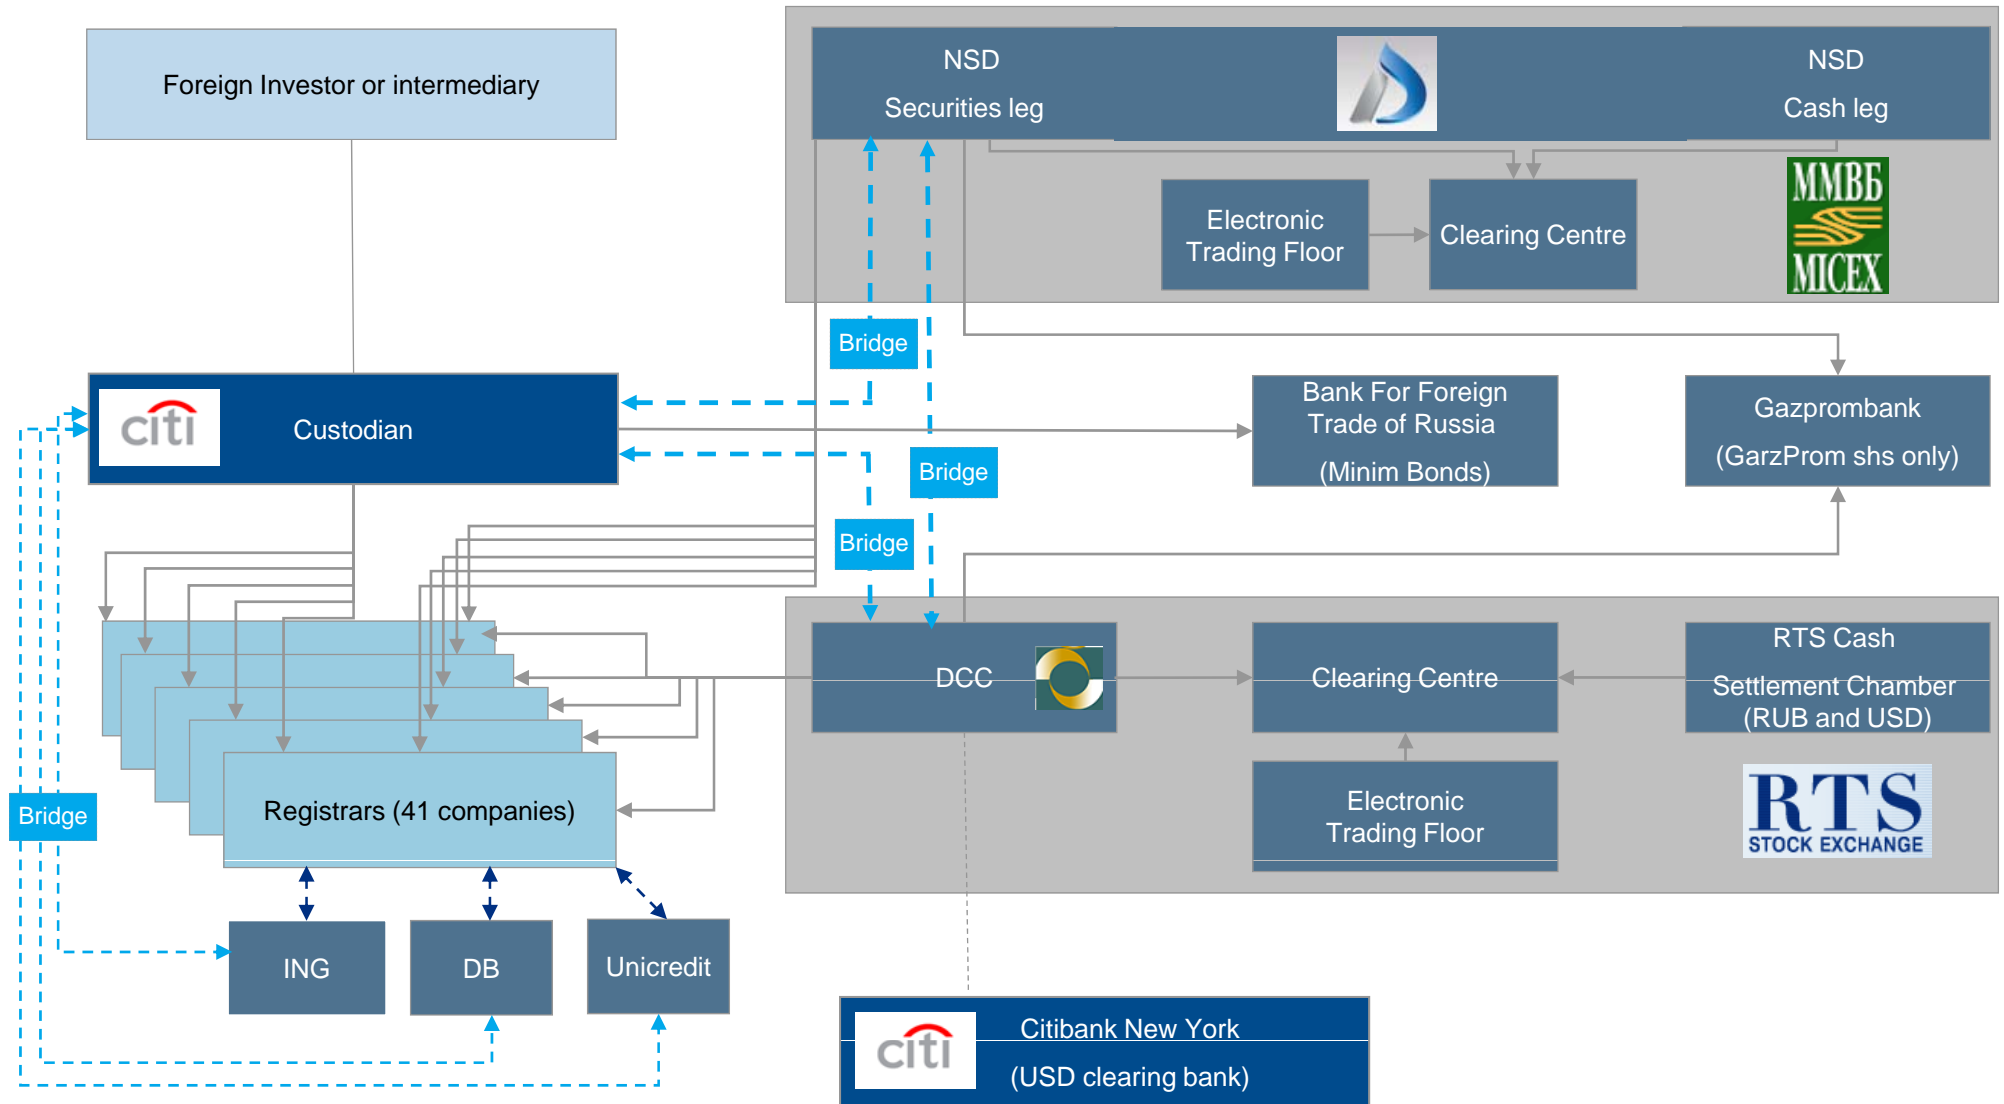 Foreign Investor or intermediary
NSD
Securities leg
NSD
Cash leg
Electronic
Trading Floor
Clearing Centre
ММВБ
MICEX
Bridge
citi
Custodian
Bank For Foreign
Trade of Russia
(Minim Bonds)
Gazprombank
(GarzProm shs only)
Bridge
Bridge
DCC
Clearing Centre
RTS Cash
Settlement Chamber
(RUB and USD)
Electronic
Trading Floor
RTS
STOCK EXCHANGE
Registrars (41 companies)
Bridge
ING
DB
Unicredit
citi
Citibank New York
(USD clearing bank)